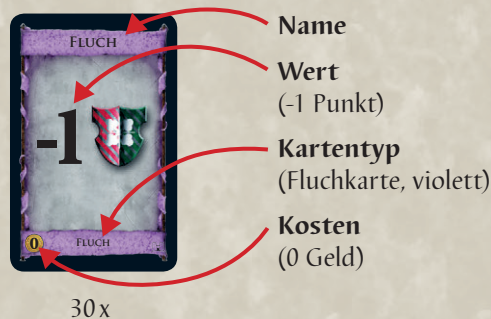 FLUCH
-1
FLUCH
0
30 x
Name
Wert
(-1 Punkt)
Kartentyp
(Fluchkarte, violett)
Kosten
(0 Geld)